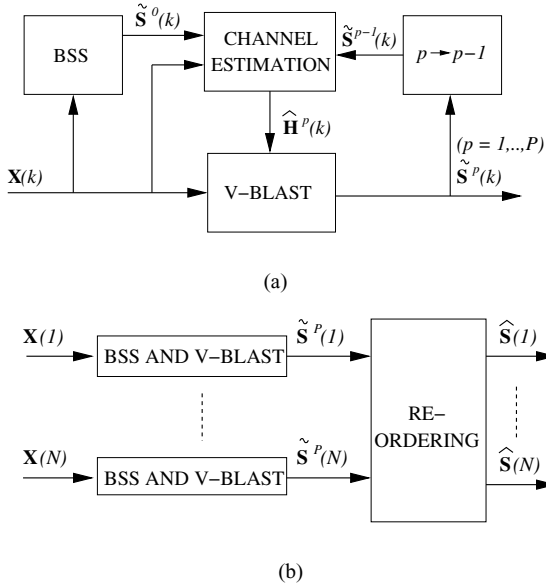 S̃⁰(k)
BSS
CHANNEL
ESTIMATION
S̃ᵖ⁻¹(k)
p → p−1
Ĥᵖ(k)
(p = 1,..,P)
X(k)
V−BLAST
S̃ᵖ(k)
(a)
X(1)
BSS AND V−BLAST
S̃ᴾ(1)
Ŝ(1)
RE−
ORDERING
X(N)
BSS AND V−BLAST
S̃ᴾ(N)
Ŝ(N)
(b)